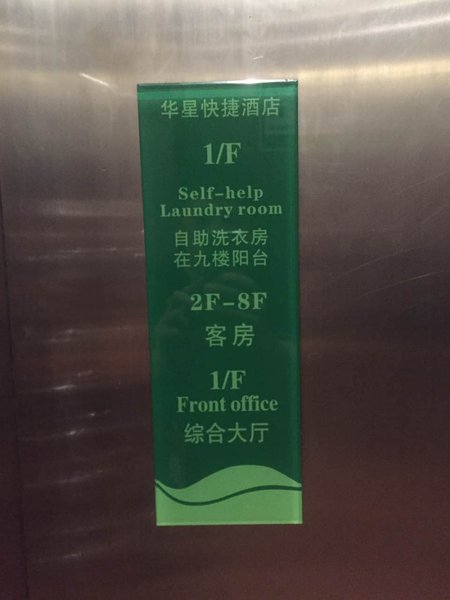 华星快捷酒店
1/F
Self-help
Laundry room
自助洗衣房
在九楼阳台
2F-8F
客房
1/F
Front office
综合大厅